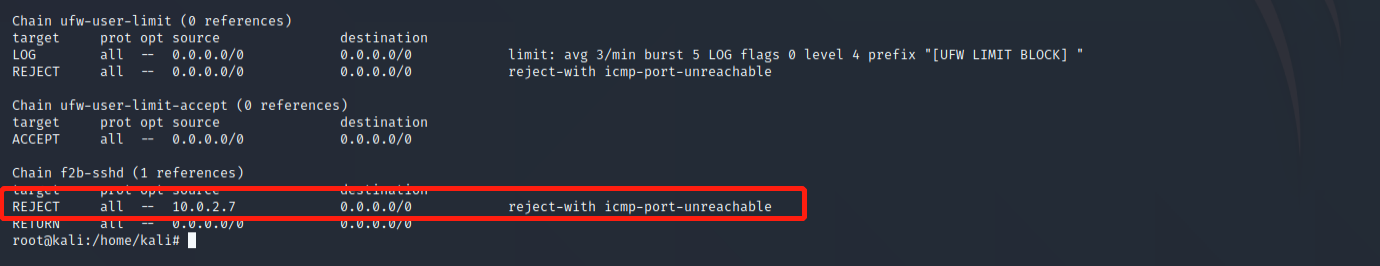 Chain ufw-user-limit (0 references)
target prot opt source destination
LOG all -- 0.0.0.0/0 0.0.0.0/0 limit: avg 3/min burst 5 LOG flags 0 level 4 prefix "[UFW LIMIT BLOCK] "
REJECT all -- 0.0.0.0/0 0.0.0.0/0 reject-with icmp-port-unreachable
Chain ufw-user-limit-accept (0 references)
target prot opt source destination
ACCEPT all -- 0.0.0.0/0 0.0.0.0/0
Chain f2b-sshd (1 references)
target prot opt source destination
REJECT all -- 10.0.2.7 0.0.0.0/0 reject-with icmp-port-unreachable
RETURN all -- 0.0.0.0/0 0.0.0.0/0
root@kali:/home/kali#